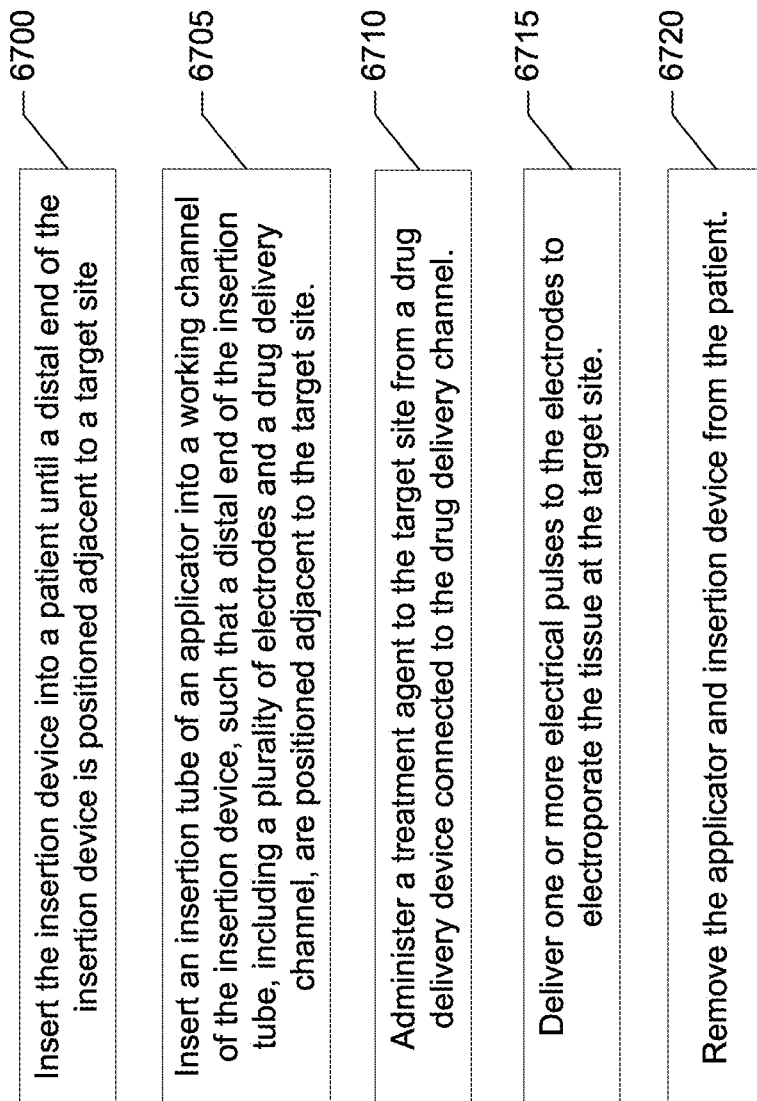 Insert the insertion device into a patient until a distal end of the
insertion device is positioned adjacent to a target site
6700
Insert an insertion tube of an applicator into a working channel
of the insertion device, such that a distal end of the insertion
tube, including a plurality of electrodes and a drug delivery
channel, are positioned adjacent to the target site.
6705
Administer a treatment agent to the target site from a drug
delivery device connected to the drug delivery channel.
6710
Deliver one or more electrical pulses to the electrodes to
electroporate the tissue at the target site.
6715
Remove the applicator and insertion device from the patient.
6720